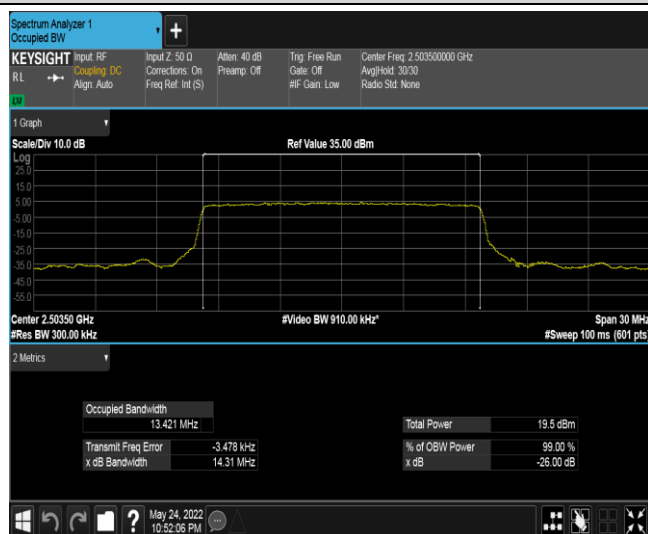 Spectrum Analyzer 1
Occupied BW
+
KEYSIGHT
RL
LXI
Input: RF
Coupling: DC
Align: Auto
Input Z: 50 Ω
Corrections: On
Freq Ref: Int (S)
Atten: 40 dB
Preamp: Off
Trig: Free Run
Gate: Off
#IF Gain: Low
Center Freq: 2.503500000 GHz
Avg|Hold: 30/30
Radio Std: None
1 Graph
Scale/Div 10.0 dB
Ref Value 35.00 dBm
Log
25.0
15.0
5.00
-5.00
-15.0
-25.0
-35.0
-45.0
-55.0
Center 2.50350 GHz
#Video BW 910.00 kHz*
Span 30 MHz
#Res BW 300.00 kHz
#Sweep 100 ms (601 pts)
2 Metrics
Occupied Bandwidth
13.421 MHz
Total Power 19.5 dBm
Transmit Freq Error -3.478 kHz
% of OBW Power 99.00 %
x dB Bandwidth 14.31 MHz
x dB -26.00 dB
?
May 24, 2022
10:52:06 PM